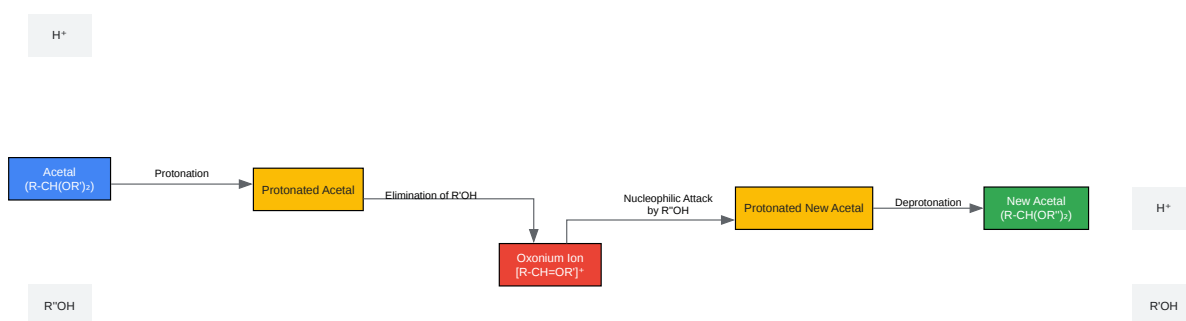 H⁺
Acetal
(R-CH(OR')₂)
Protonation
Protonated Acetal
Elimination of R'OH
Oxonium Ion
[R-CH=OR']⁺
Nucleophilic Attack
by R''OH
Protonated New Acetal
Deprotonation
New Acetal
(R-CH(OR'')₂)
H⁺
R''OH
R'OH